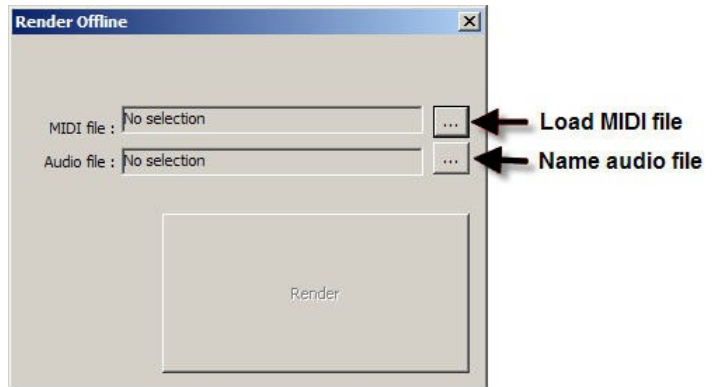 Render Offline
MIDI file : No selection ... Load MIDI file
Audio file : No selection ... Name audio file
Render